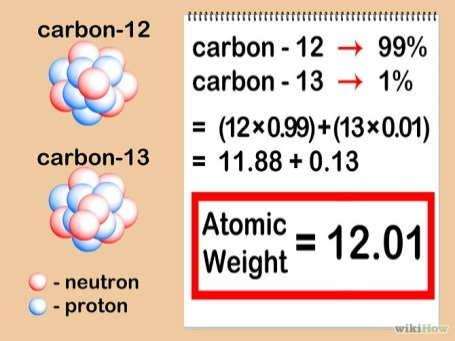 carbon-12
carbon-13
- neutron
- proton
carbon - 12 → 99%
carbon - 13 → 1%
= (12×0.99)+(13×0.01)
= 11.88 + 0.13
Atomic
Weight = 12.01
wikiHow